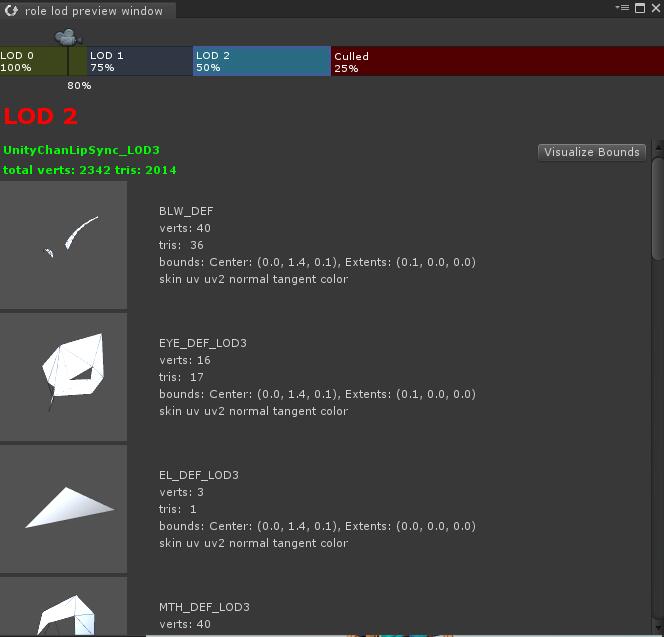 role lod preview window
LOD 0
100%
LOD 1
75%
LOD 2
50%
Culled
25%
80%
LOD 2
UnityChanLipSync_LOD3
Visualize Bounds
total verts: 2342 tris: 2014
BLW_DEF
verts: 40
tris:  36
bounds: Center: (0.0, 1.4, 0.1), Extents: (0.1, 0.0, 0.0)
skin uv uv2 normal tangent color
EYE_DEF_LOD3
verts: 16
tris:  17
bounds: Center: (0.0, 1.4, 0.1), Extents: (0.1, 0.0, 0.0)
skin uv uv2 normal tangent color
EL_DEF_LOD3
verts: 3
tris:  1
bounds: Center: (0.0, 1.4, 0.1), Extents: (0.0, 0.0, 0.0)
skin uv uv2 normal tangent color
MTH_DEF_LOD3
verts: 40